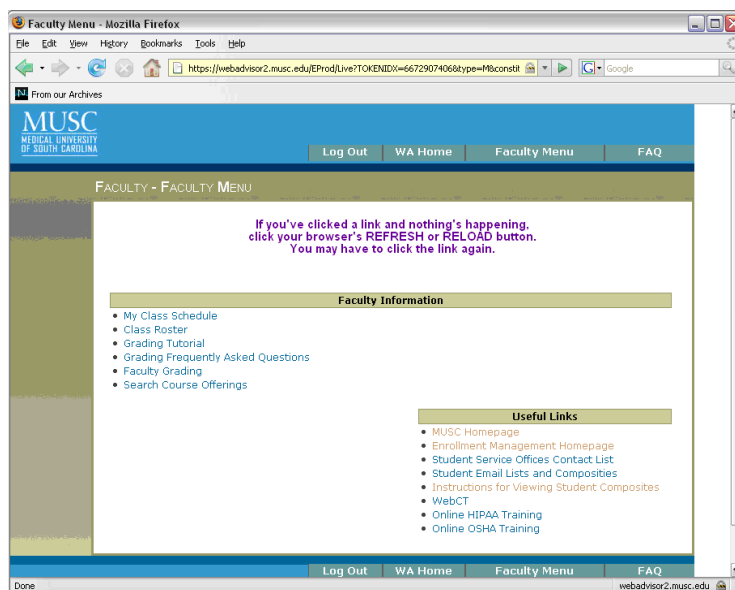 Faculty Menu - Mozilla Firefox
File Edit View History Bookmarks Tools Help
https://webadvisor2.musc.edu/EProd/Live?TOKENIDX=6672907406&type=M&constit
Google
From our Archives
MUSC
MEDICAL UNIVERSITY
OF SOUTH CAROLINA
Log Out WA Home Faculty Menu FAQ
FACULTY - FACULTY MENU
If you've clicked a link and nothing's happening,
click your browser's REFRESH or RELOAD button.
You may have to click the link again.
Faculty Information
My Class Schedule
Class Roster
Grading Tutorial
Grading Frequently Asked Questions
Faculty Grading
Search Course Offerings
Useful Links
MUSC Homepage
Enrollment Management Homepage
Student Service Offices Contact List
Student Email Lists and Composities
Instructions for Viewing Student Composites
WebCT
Online HIPAA Training
Online OSHA Training
Log Out WA Home Faculty Menu FAQ
Done webadvisor2.musc.edu